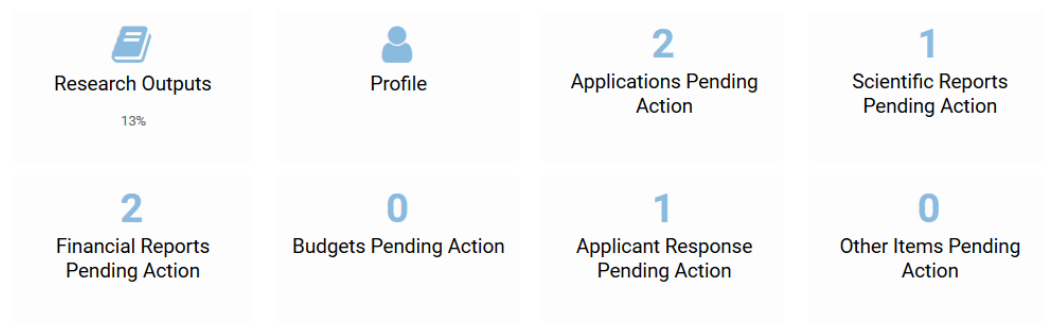 Research Outputs
13%
Profile
2
Applications Pending
Action
1
Scientific Reports
Pending Action
2
Financial Reports
Pending Action
0
Budgets Pending Action
1
Applicant Response
Pending Action
0
Other Items Pending
Action